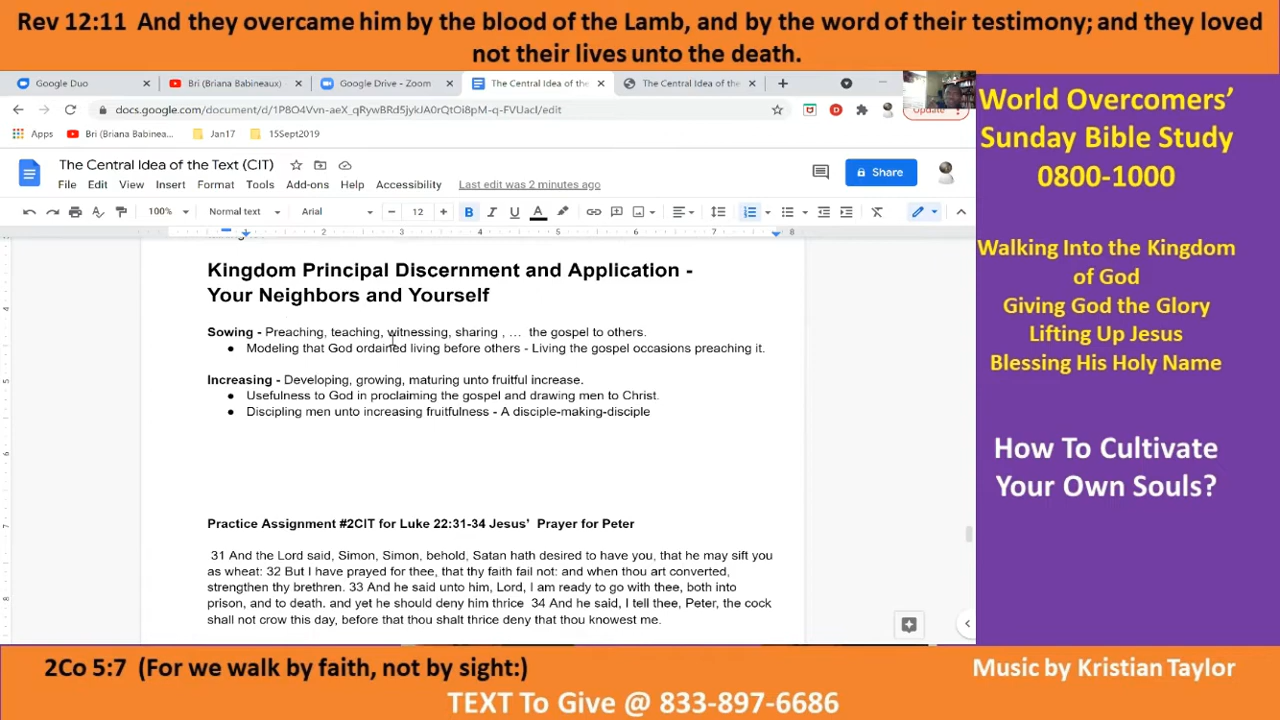 Rev 12:11  And they overcame him by the blood of the Lamb, and by the word of their testimony; and they loved
not their lives unto the death.
Google Duo
Bri (Briana Babineaux)
Google Drive - Zoom
The Central Idea of the
The Central Idea of the
docs.google.com/document/d/1P8O4Vvn-aeX_qRywBRd5jykJA0rQtOi8pM-q-FVUacI/edit
Update
Apps
Bri (Briana Babinea...
Jan17
15Sept2019
The Central Idea of the Text (CIT)
File Edit View Insert Format Tools Add-ons Help Accessibility Last edit was 2 minutes ago
Share
100% Normal text Arial 12
2 3 4 5 6 7 8
Kingdom Principal Discernment and Application -
Your Neighbors and Yourself
Sowing - Preaching, teaching, witnessing, sharing , ...  the gospel to others.
● Modeling that God ordained living before others - Living the gospel occasions preaching it.
Increasing - Developing, growing, maturing unto fruitful increase.
● Usefulness to God in proclaiming the gospel and drawing men to Christ.
● Discipling men unto increasing fruitfulness - A disciple-making-disciple
Practice Assignment #2CIT for Luke 22:31-34 Jesus'  Prayer for Peter
31 And the Lord said, Simon, Simon, behold, Satan hath desired to have you, that he may sift you
as wheat: 32 But I have prayed for thee, that thy faith fail not: and when thou art converted,
strengthen thy brethren. 33 And he said unto him, Lord, I am ready to go with thee, both into
prison, and to death. and yet he should deny him thrice  34 And he said, I tell thee, Peter, the cock
shall not crow this day, before that thou shalt thrice deny that thou knowest me.
4
5
6
7
8
World Overcomers'
Sunday Bible Study
0800-1000
Walking Into the Kingdom
of God
Giving God the Glory
Lifting Up Jesus
Blessing His Holy Name
How To Cultivate
Your Own Souls?
2Co 5:7  (For we walk by faith, not by sight:)
Music by Kristian Taylor
TEXT To Give @ 833-897-6686